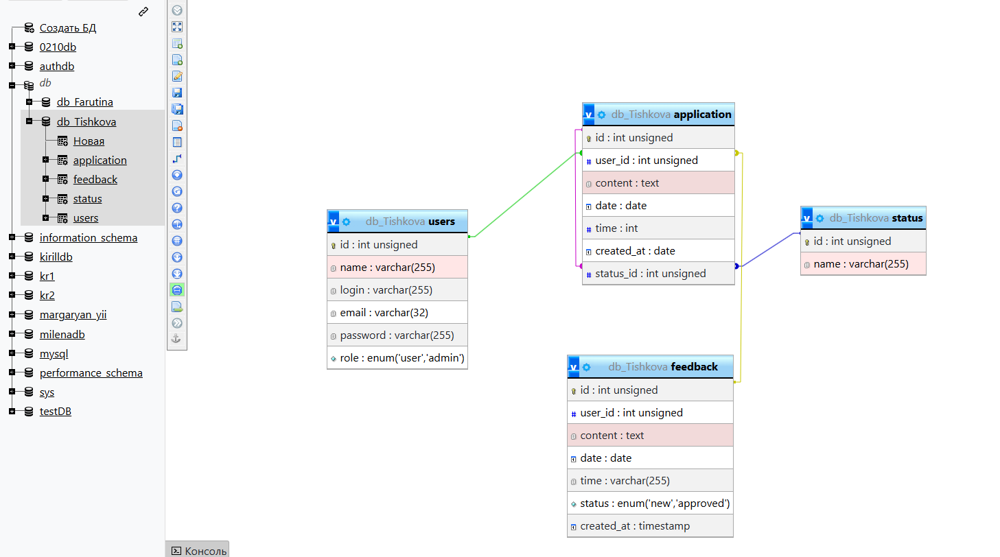 Создать БД
0210db
authdb
db
db_Farutina
db_Tishkova
Новая
application
feedback
status
users
information_schema
kirilldb
kr1
kr2
margaryan_yii
milenadb
mysql
performance_schema
sys
testDB
db_Tishkova users
id : int unsigned
name : varchar(255)
login : varchar(255)
email : varchar(32)
password : varchar(255)
role : enum('user','admin')
db_Tishkova application
id : int unsigned
user_id : int unsigned
content : text
date : date
time : int
created_at : date
status_id : int unsigned
db_Tishkova status
id : int unsigned
name : varchar(255)
db_Tishkova feedback
id : int unsigned
user_id : int unsigned
content : text
date : date
time : varchar(255)
status : enum('new','approved')
created_at : timestamp
Консоль